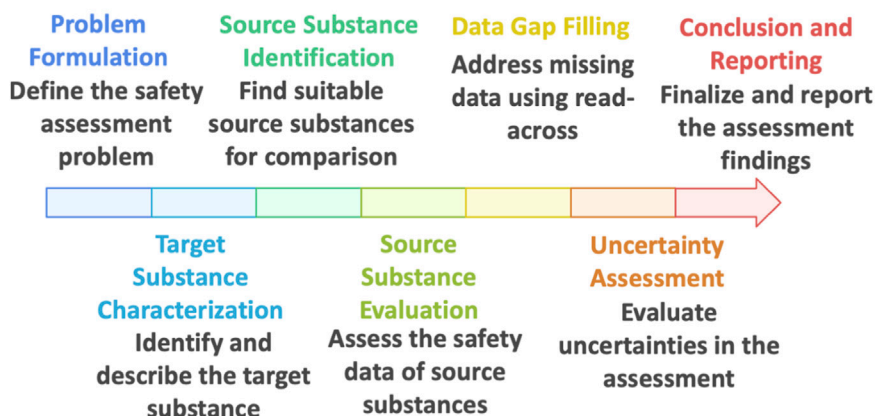 Problem
Formulation
Define the safety
assessment
problem
Source Substance
Identification
Find suitable
source substances
for comparison
Data Gap Filling
Address missing
data using read-
across
Conclusion and
Reporting
Finalize and report
the assessment
findings
Target
Substance
Characterization
Identify and
describe the target
substance
Source
Substance
Evaluation
Assess the safety
data of source
substances
Uncertainty
Assessment
Evaluate
uncertainties in the
assessment